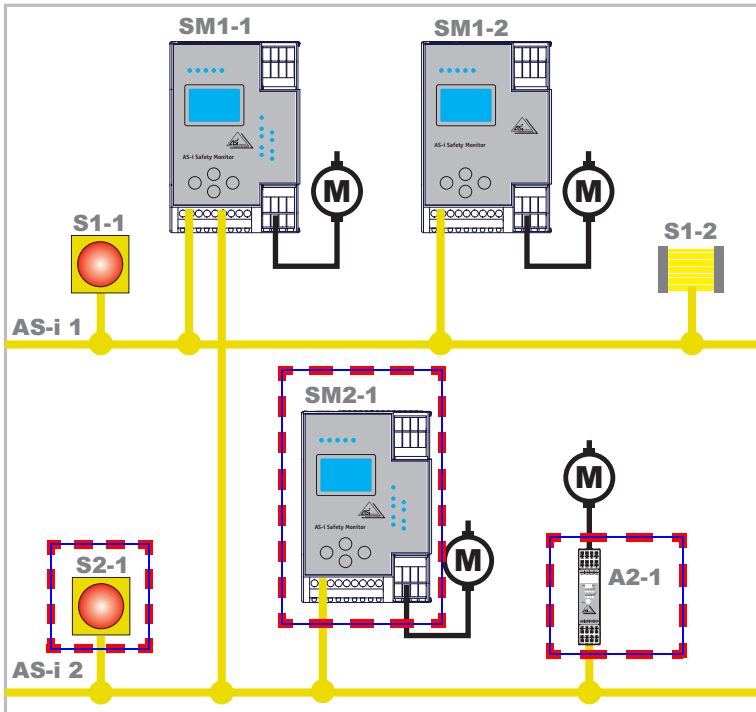 SM1-1
SM1-2
AS-i Safety Monitor
AS-i Safety Monitor
M
M
S1-1
S1-2
AS-i 1
SM2-1
AS-i Safety Monitor
M
M
S2-1
A2-1
AS-i 2